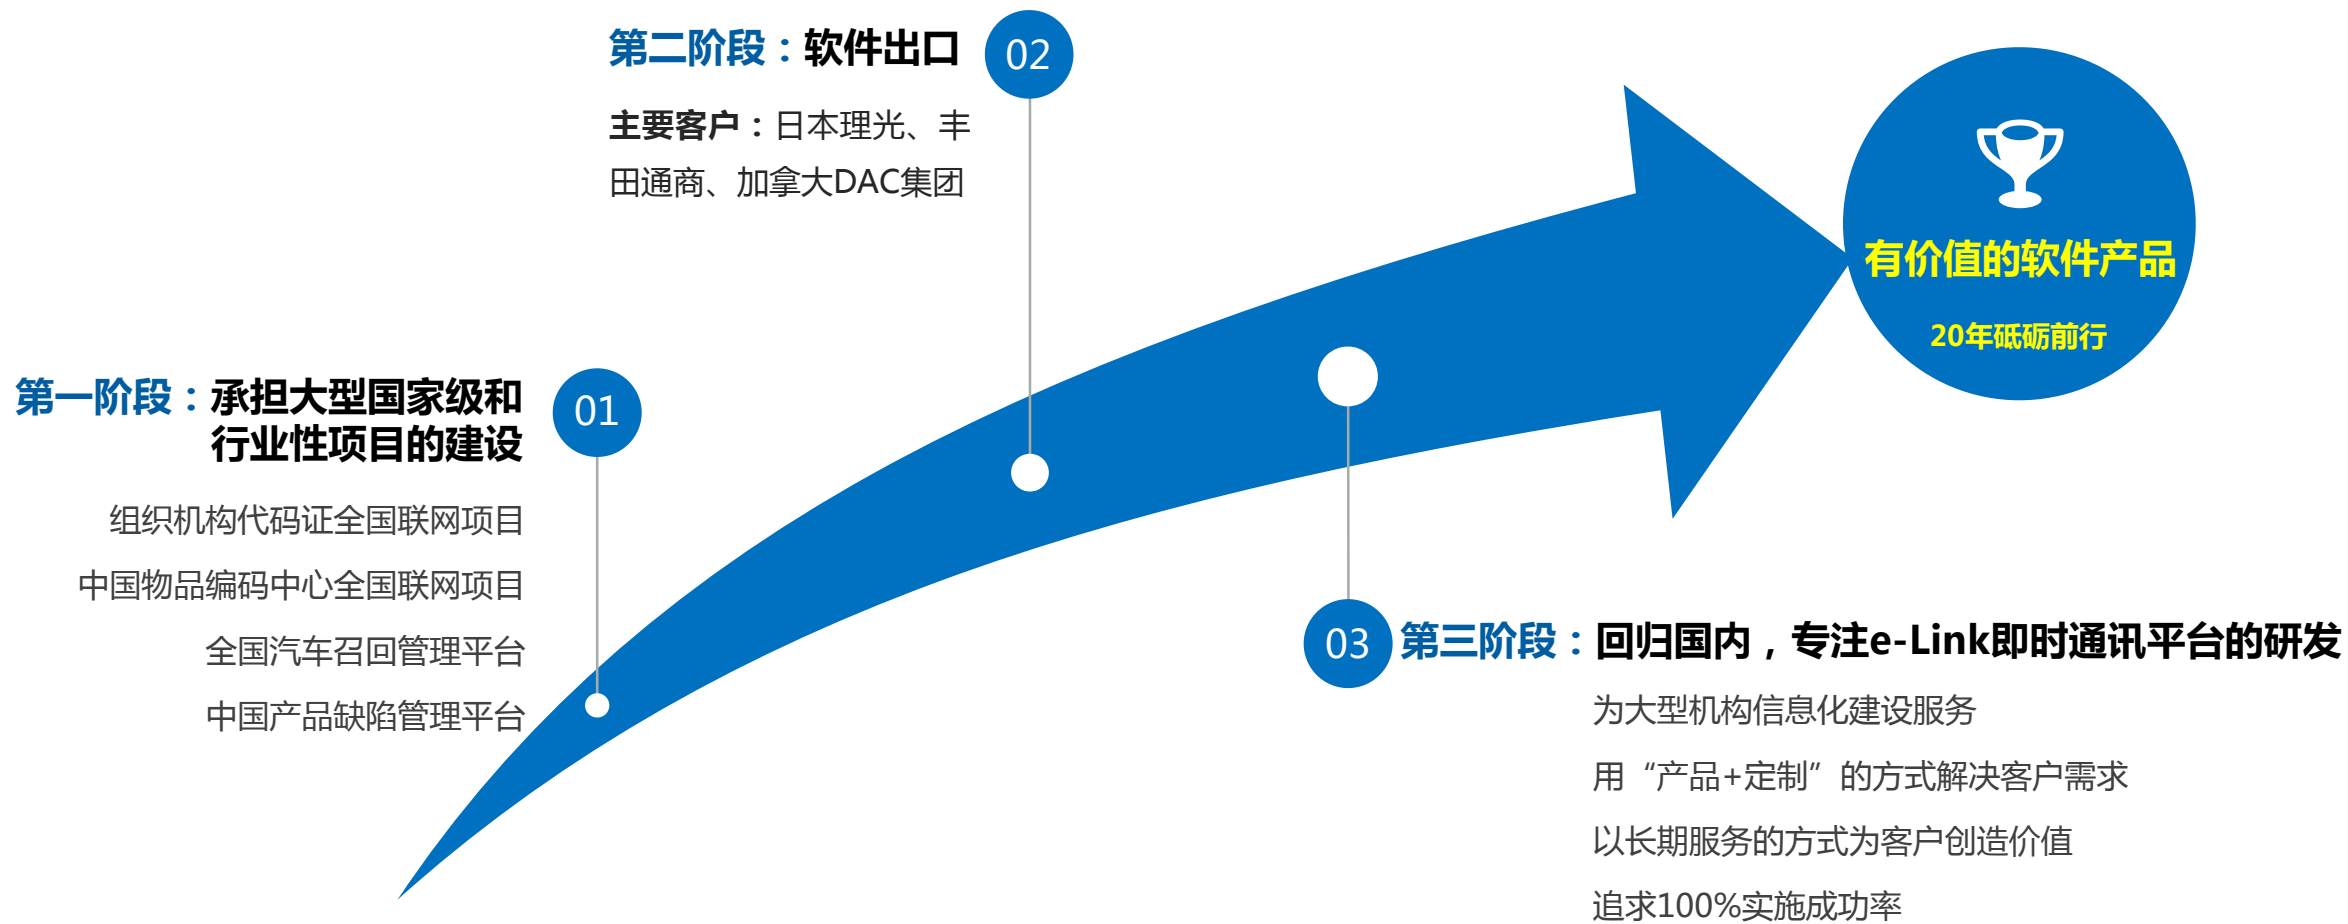 第二阶段：软件出口
02
主要客户：日本理光、丰
田通商、加拿大DAC集团
有价值的软件产品
20年砥砺前行
第一阶段：承担大型国家级和
行业性项目的建设
01
组织机构代码证全国联网项目
中国物品编码中心全国联网项目
全国汽车召回管理平台
中国产品缺陷管理平台
03
第三阶段：回归国内，专注e-Link即时通讯平台的研发
为大型机构信息化建设服务
用“产品+定制”的方式解决客户需求
以长期服务的方式为客户创造价值
追求100%实施成功率